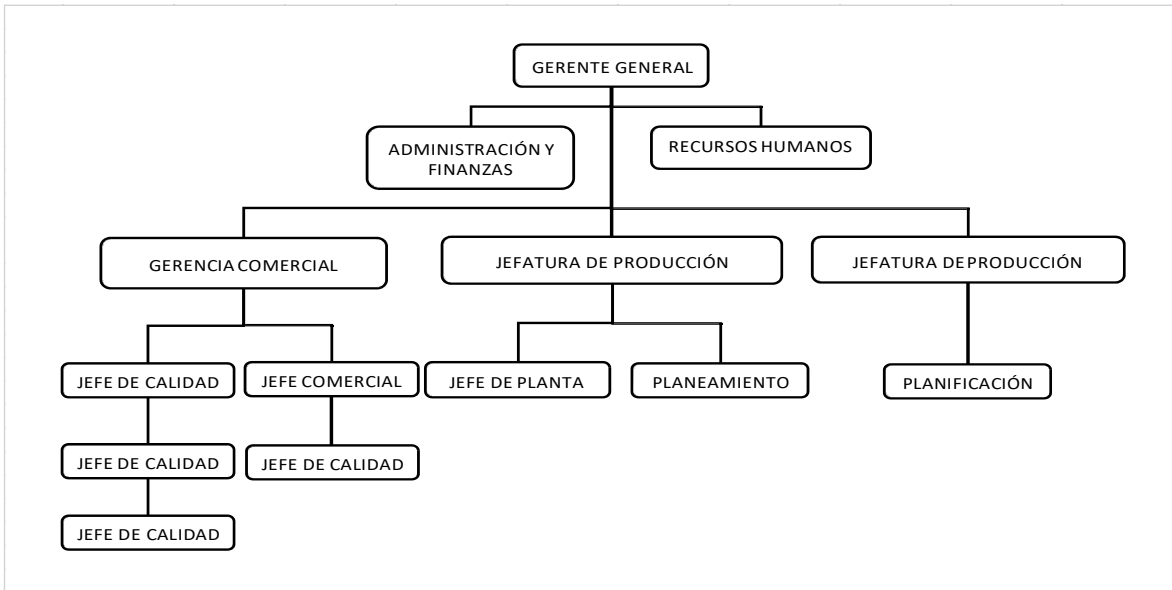 GERENTE GENERAL
ADMINISTRACIÓN Y
FINANZAS
RECURSOS HUMANOS
GERENCIA COMERCIAL
JEFATURA DE PRODUCCIÓN
JEFATURA DE PRODUCCIÓN
JEFE DE CALIDAD
JEFE COMERCIAL
JEFE DE PLANTA
PLANEAMIENTO
PLANIFICACIÓN
JEFE DE CALIDAD
JEFE DE CALIDAD
JEFE DE CALIDAD